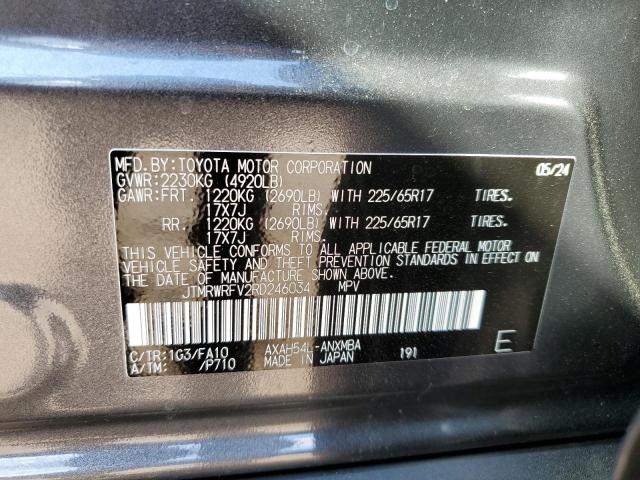 MFD.BY:TOYOTA MOTOR CORPORATION 05/24
GVWR:2230KG (4920LB)
GAWR:FRT. 1220KG (2690LB) WITH 225/65R17 TIRES.
17X7J RIMS.
RR. 1220KG (2690LB) WITH 225/65R17 TIRES.
17X7J RIMS.
THIS VEHICLE CONFORMS TO ALL APPLICABLE FEDERAL MOTOR
VEHICLE SAFETY AND THEFT PREVENTION STANDARDS IN EFFECT ON
THE DATE OF MANUFACTURE SHOWN ABOVE.
JTMRWRFV2RD246034 MPV
C/TR:1G3/FA10 AXAH54L-ANXMBA 191 E
A/TM: /P710 MADE IN JAPAN